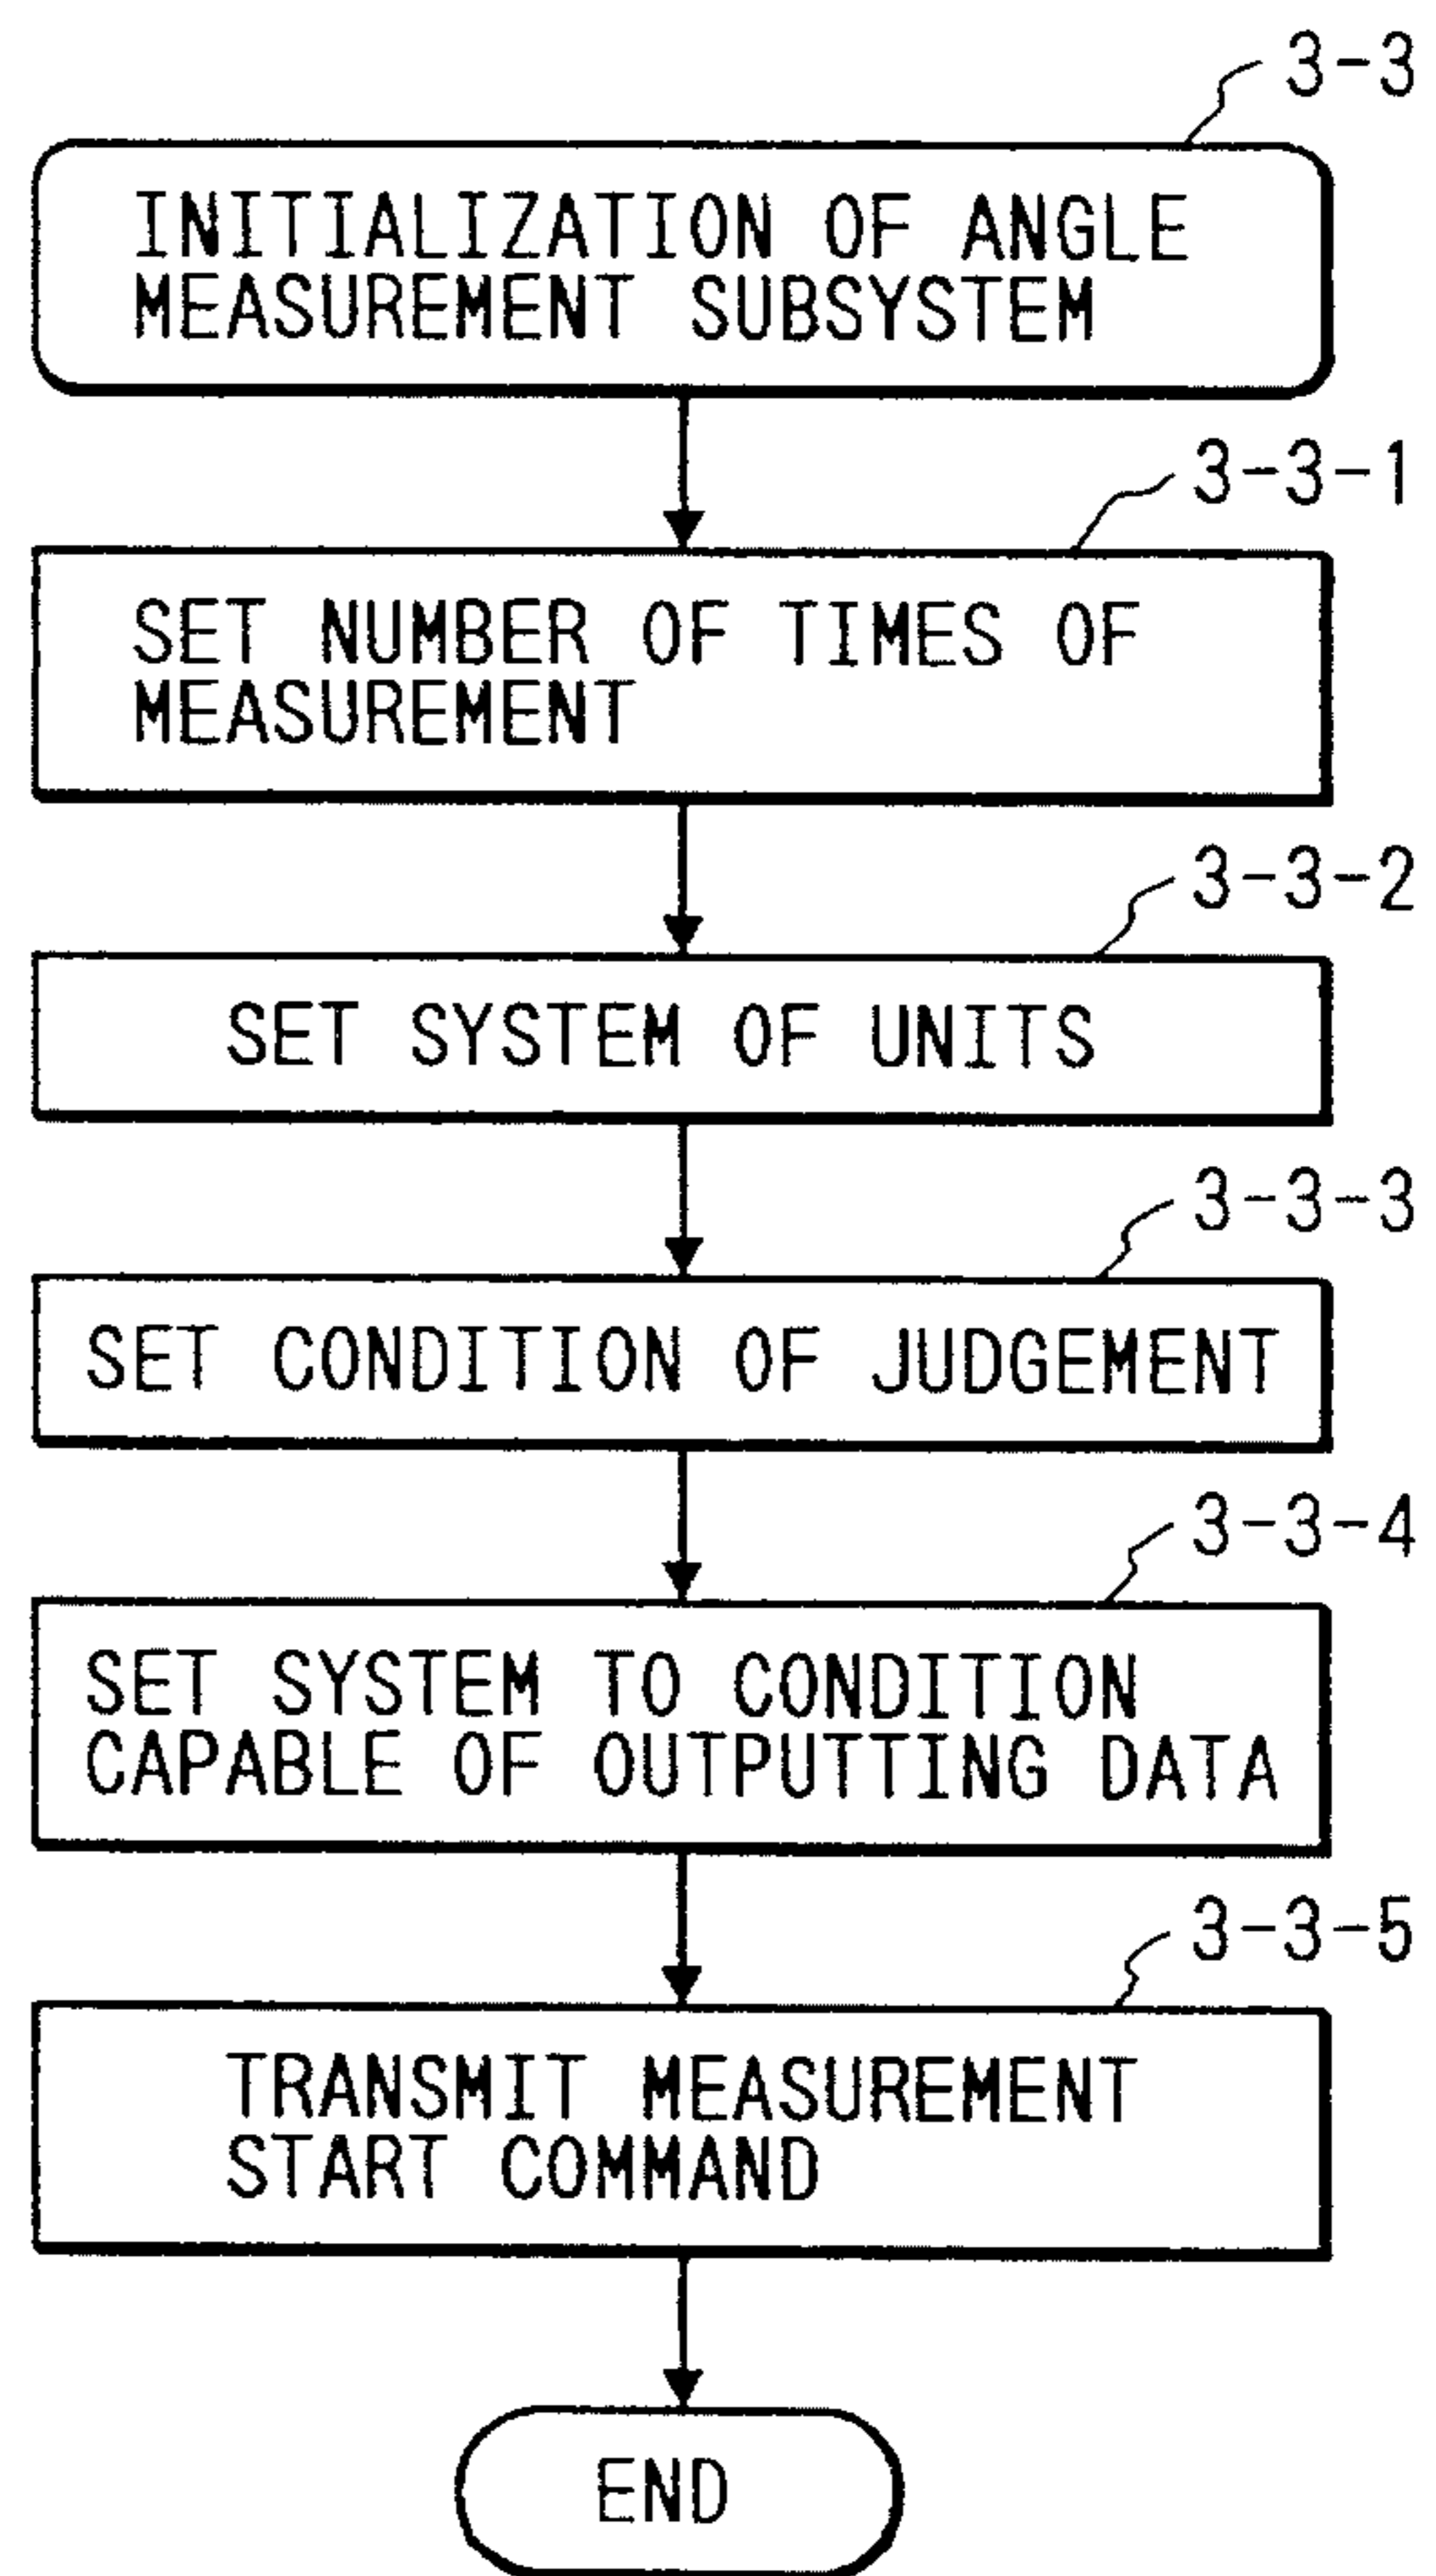 3-3
INITIALIZATION OF ANGLE
MEASUREMENT SUBSYSTEM
3-3-1
SET NUMBER OF TIMES OF
MEASUREMENT
3-3-2
SET SYSTEM OF UNITS
3-3-3
SET CONDITION OF JUDGEMENT
3-3-4
SET SYSTEM TO CONDITION
CAPABLE OF OUTPUTTING DATA
3-3-5
TRANSMIT MEASUREMENT
START COMMAND
END